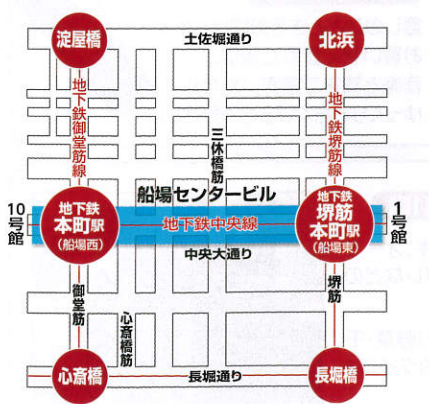 淀屋橋
土佐堀通り
北浜
地下鉄御堂筋線
三休橋筋
地下鉄堺筋線
船場センタービル
10号館
地下鉄
本町駅
(船場西)
地下鉄中央線
地下鉄
堺筋
本町駅
(船場東)
1号館
中央大通り
御堂筋
心斎橋筋
堺筋
心斎橋
長堀通り
長堀橋